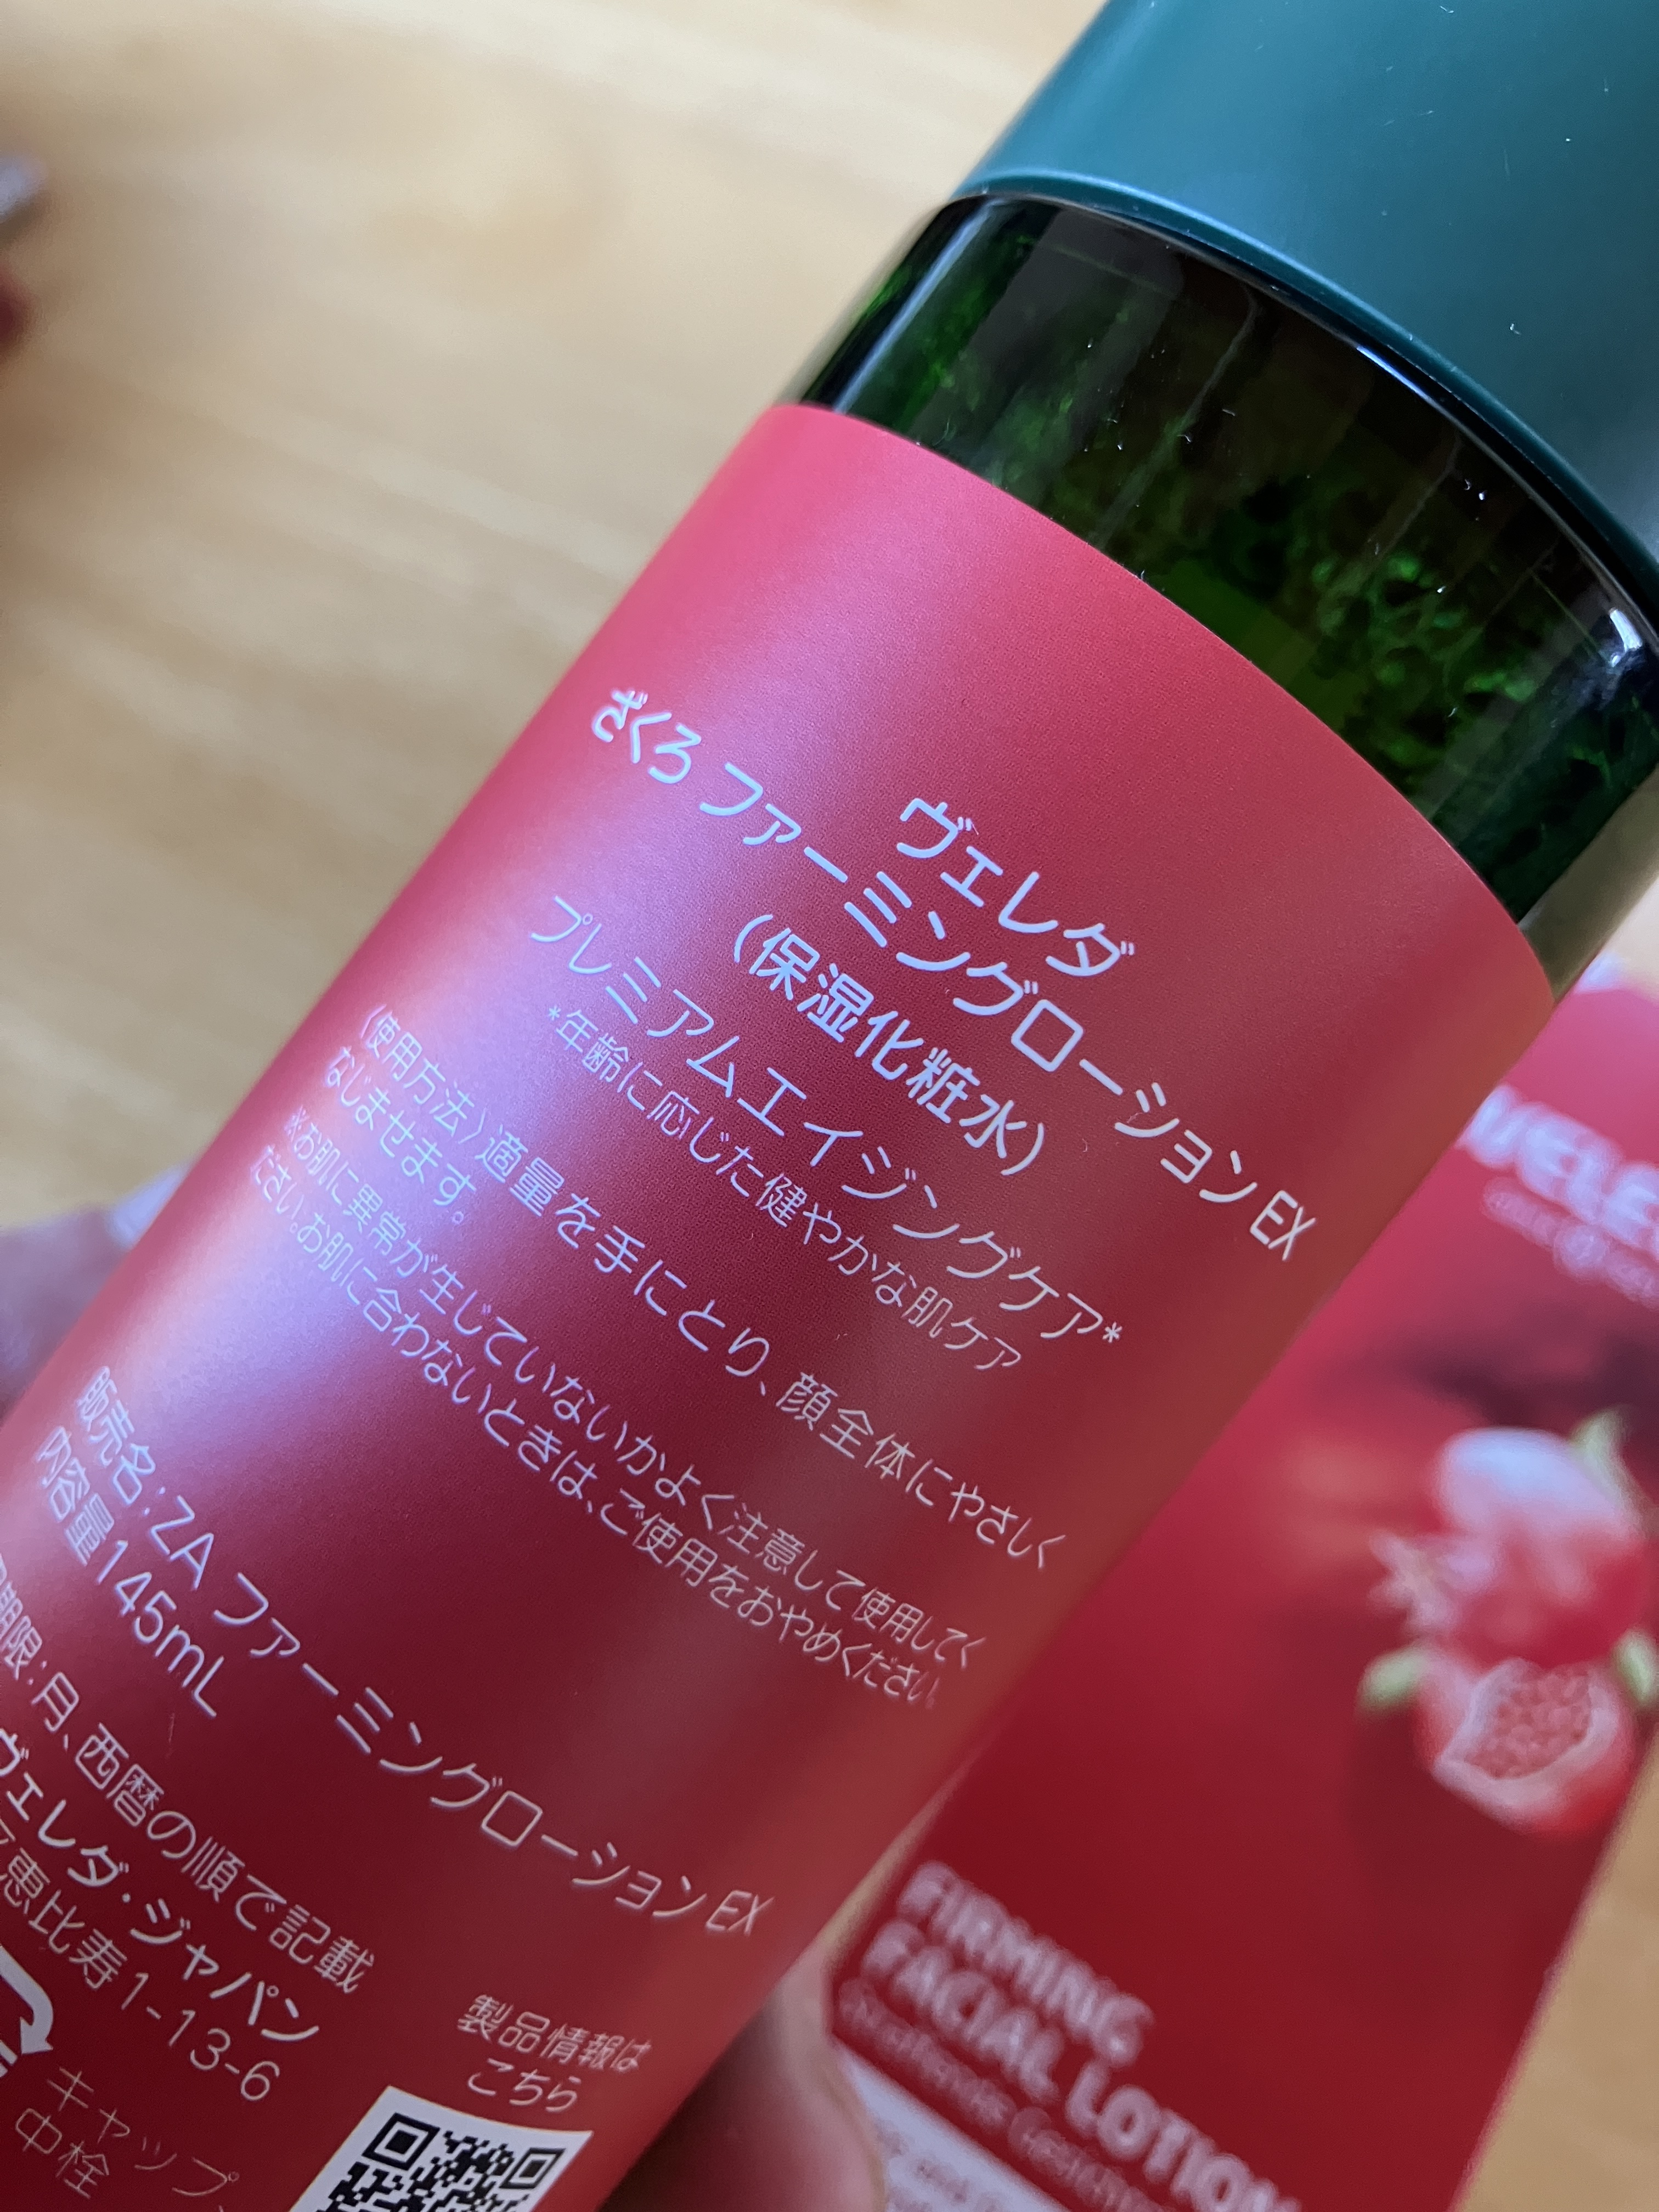 ヴェレダ
ざくろ ファーミングローション EX
(保湿化粧水)
プレミアムエイジングケア*
*年齢に応じた健やかな肌ケア
〈使用方法〉適量を手にとり、顔全体にやさしく
なじませます。
※お肌に異常が生じていないかよく注意して使用してく
ださい。お肌に合わないときは、ご使用をおやめください。
販売名:ZA ファーミングローション EX
内容量145mL
期限:月、西暦の順で記載
ヴェレダ・ジャパン
恵比寿1-13-6
キャップ
中栓
製品情報は
こちら
FIRMING
FACIAL LOTION